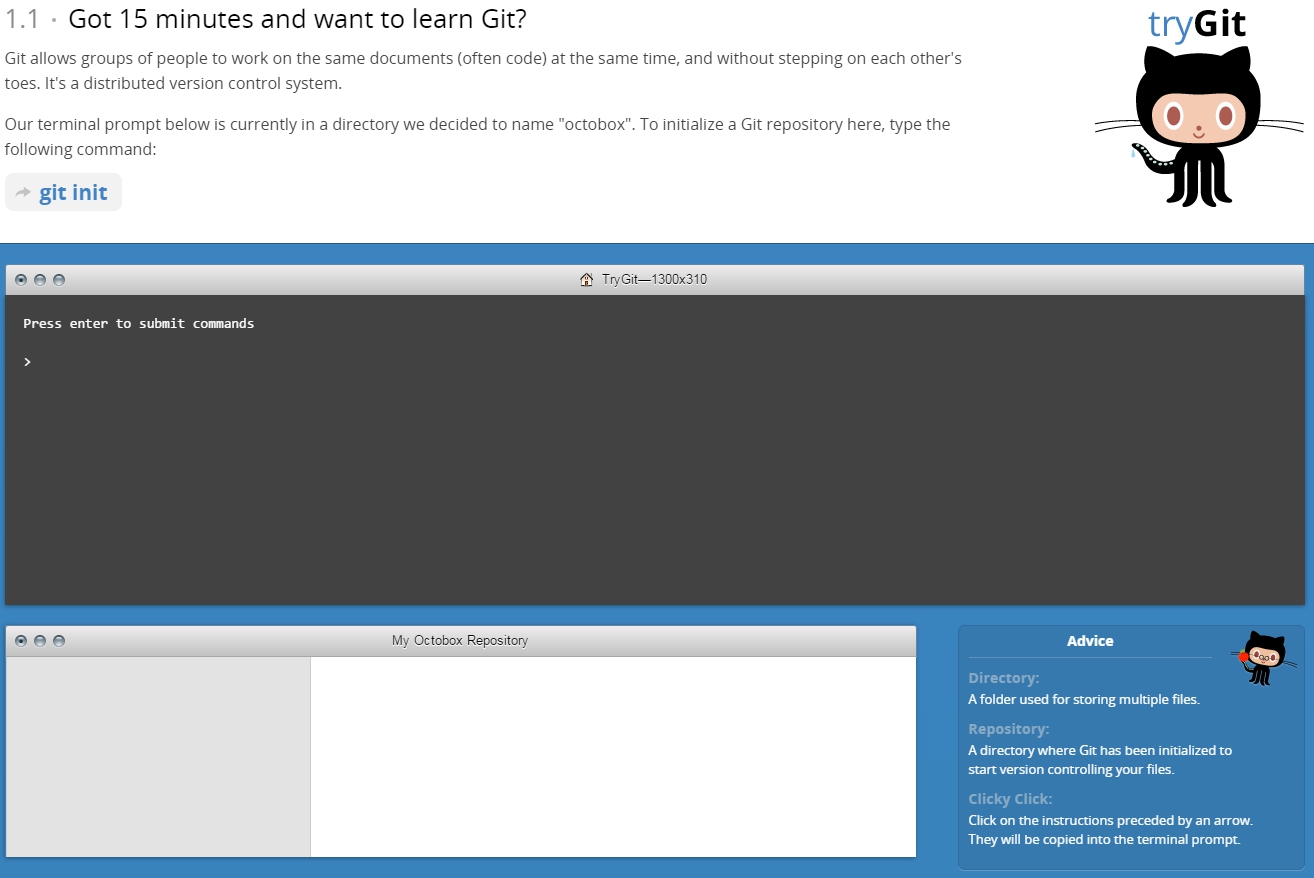 1.1 · Got 15 minutes and want to learn Git?
tryGit
Git allows groups of people to work on the same documents (often code) at the same time, and without stepping on each other's
toes. It's a distributed version control system.
Our terminal prompt below is currently in a directory we decided to name "octobox". To initialize a Git repository here, type the
following command:
git init
TryGit—1300x310
Press enter to submit commands
>
My Octobox Repository
Advice
Directory:
A folder used for storing multiple files.
Repository:
A directory where Git has been initialized to
start version controlling your files.
Clicky Click:
Click on the instructions preceded by an arrow.
They will be copied into the terminal prompt.